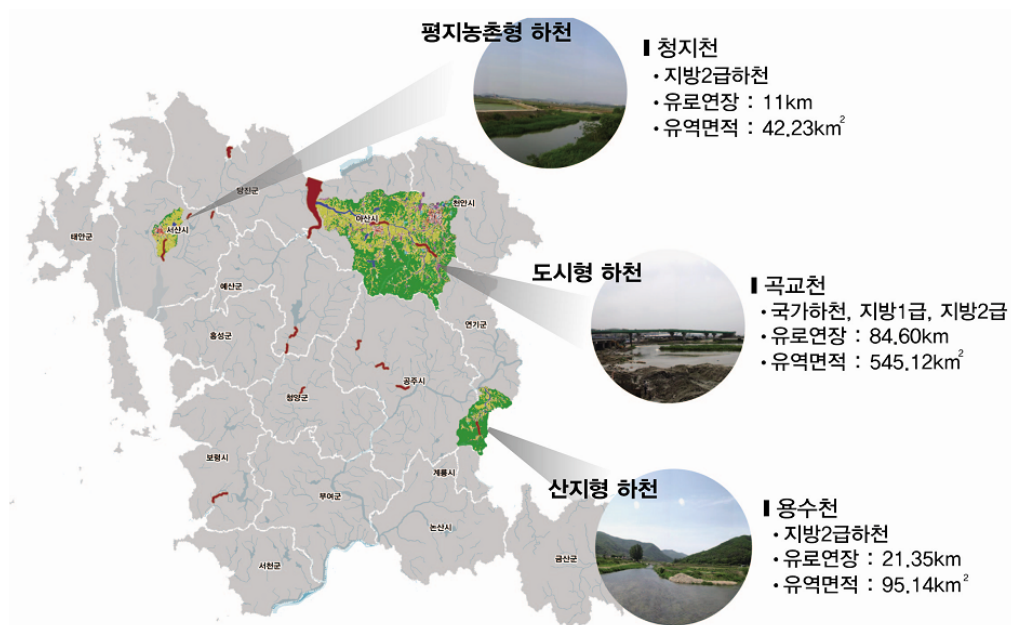 평지농촌형 하천
청지천
· 지방2급하천
· 유로연장 : 11km
· 유역면적 : 42.23km²
당진군
천안시
아산시
서산시
태안군
도시형 하천
예산군
곡교천
· 국가하천, 지방1급, 지방2급
· 유로연장 : 84.60km
· 유역면적 : 545.12km²
연기군
홍성군
공주시
청양군
보령시
계룡시
산지형 하천
부여군
용수천
· 지방2급하천
· 유로연장 : 21.35km
· 유역면적 : 95.14km²
논산시
금산군
서천군